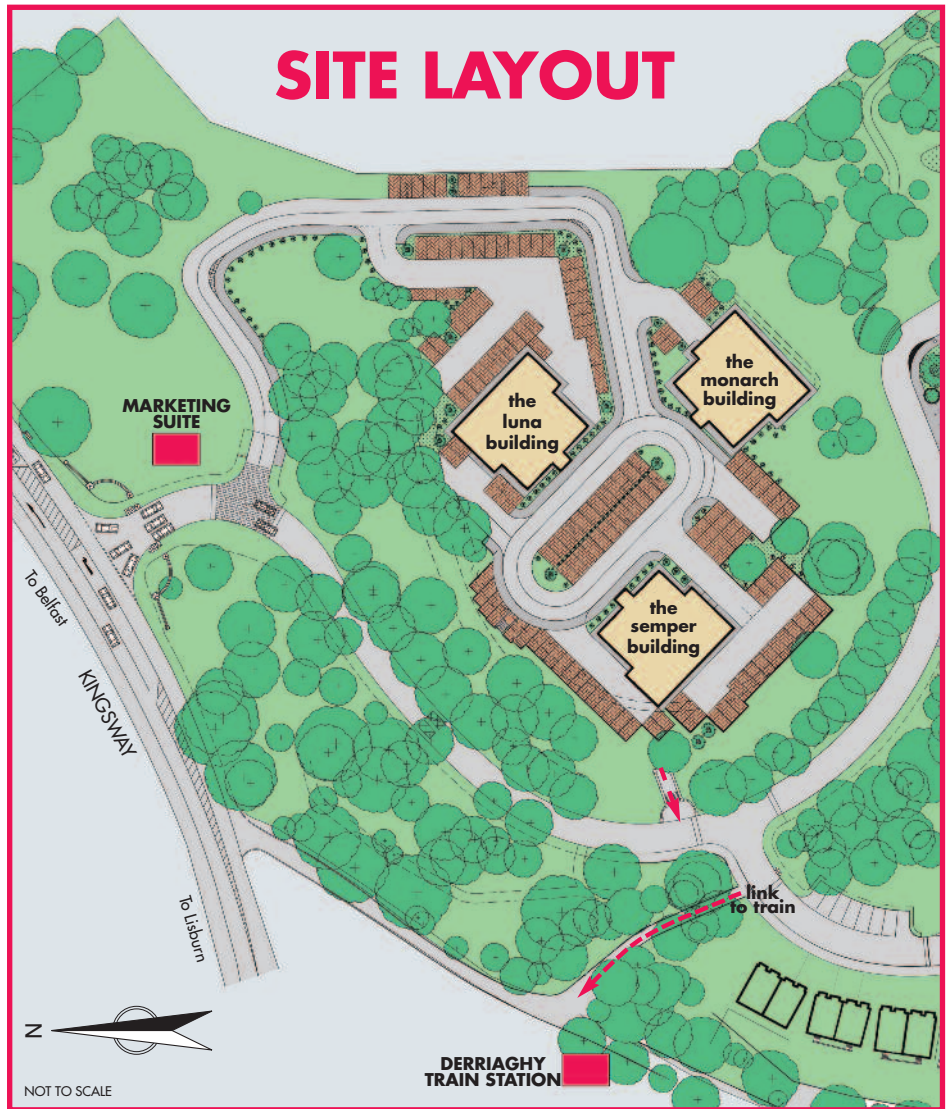 SITE LAYOUT
the
monarch
building
the
luna
building
MARKETING
SUITE
the
semper
building
To Belfast
KINGSWAY
To Lisburn
link
to train
N
DERRIAGHY
TRAIN STATION
NOT TO SCALE